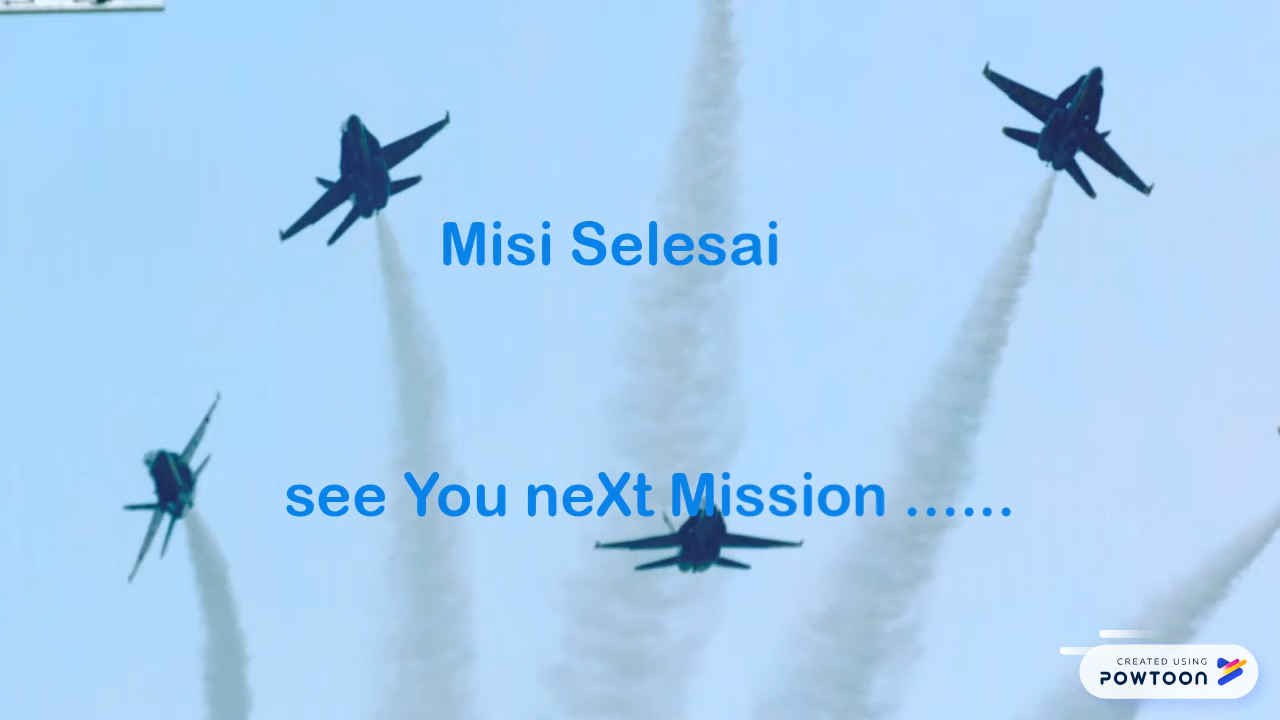 Misi Selesai
see You neXt Mission ......
CREATED USING
POWTOON